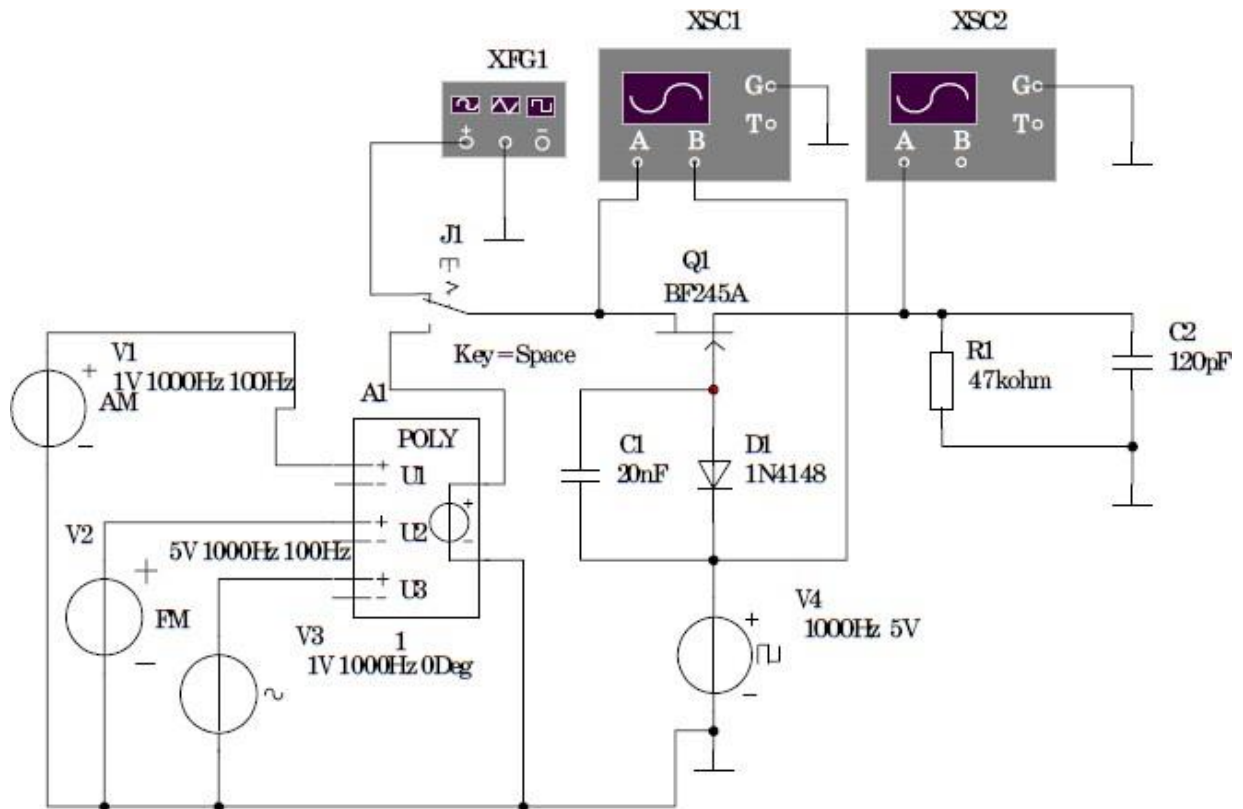 XSC1
XSC2
XFG1
G
T
A B
G
T
A B
+ −
J1
Q1
BF245A
Key=Space
V1
1V 1000Hz 100Hz
AM
+
−
A1
POLY
+ U1
−
+ U2
−
+ U3
−
+
−
1
C1
20nF
D1
1N4148
R1
47kohm
C2
120pF
V2
5V 1000Hz 100Hz
+
FM
−
V3
1V 1000Hz 0Deg
V4
1000Hz 5V
+
−